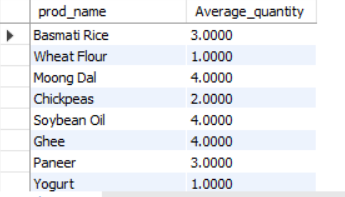 prod_name Average_quantity
Basmati Rice 3.0000
Wheat Flour 1.0000
Moong Dal 4.0000
Chickpeas 2.0000
Soybean Oil 4.0000
Ghee 4.0000
Paneer 3.0000
Yogurt 1.0000